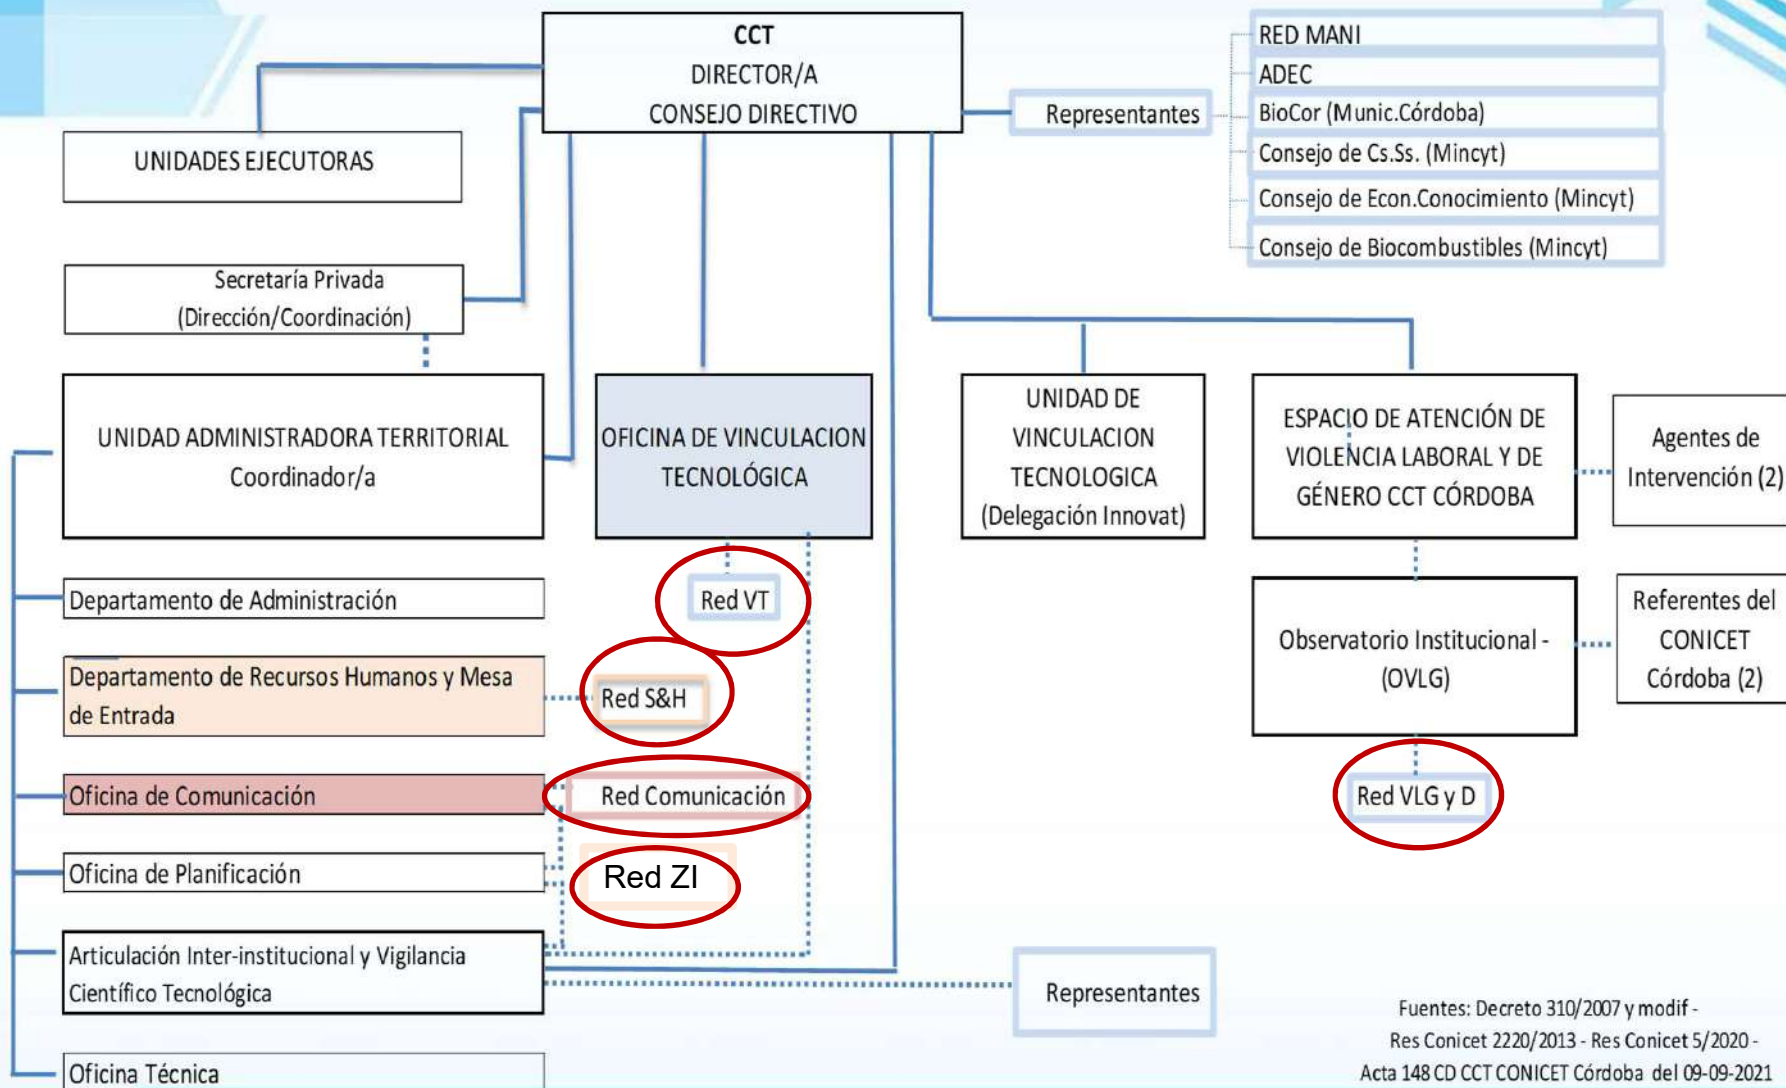 CCT
DIRECTOR/A
CONSEJO DIRECTIVO
Representantes
RED MANI
ADEC
BioCor (Munic.Córdoba)
Consejo de Cs.Ss. (Mincyt)
Consejo de Econ.Conocimiento (Mincyt)
Consejo de Biocombustibles (Mincyt)
UNIDADES EJECUTORAS
Secretaría Privada
(Dirección/Coordinación)
UNIDAD ADMINISTRADORA TERRITORIAL
Coordinador/a
OFICINA DE VINCULACION
TECNOLÓGICA
UNIDAD DE
VINCULACION
TECNOLOGICA
(Delegación Innovat)
ESPACIO DE ATENCIÓN DE
VIOLENCIA LABORAL Y DE
GÉNERO CCT CÓRDOBA
Agentes de
Intervención (2)
Departamento de Administración
Red VT
Observatorio Institucional -
(OVLG)
Referentes del
CONICET
Córdoba (2)
Departamento de Recursos Humanos y Mesa
de Entrada
Red S&H
Oficina de Comunicación
Red Comunicación
Red VLG y D
Oficina de Planificación
Red ZI
Articulación Inter-institucional y Vigilancia
Científico Tecnológica
Representantes
Oficina Técnica
Fuentes: Decreto 310/2007 y modif -
Res Conicet 2220/2013 - Res Conicet 5/2020 -
Acta 148 CD CCT CONICET Córdoba del 09-09-2021